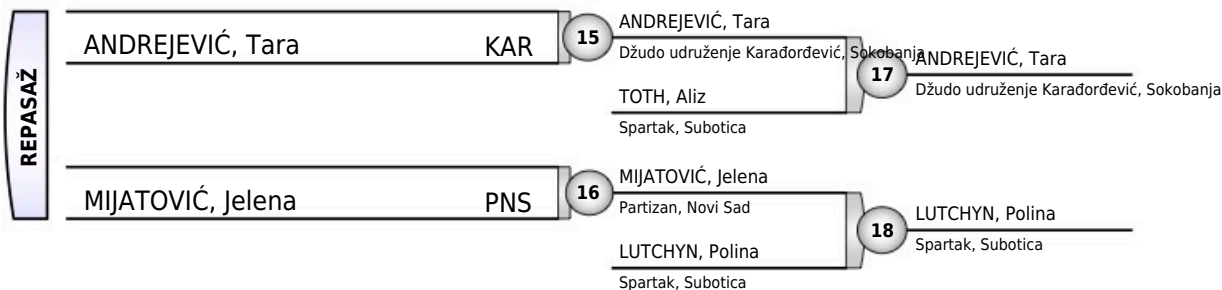 REPASAŽ
ANDREJEVIĆ, Tara KAR
15
ANDREJEVIĆ, Tara
Džudo udruženje Karađorđević, Sokobanja
TOTH, Aliz
Spartak, Subotica
17
ANDREJEVIĆ, Tara
Džudo udruženje Karađorđević, Sokobanja
MIJATOVIĆ, Jelena PNS
16
MIJATOVIĆ, Jelena
Partizan, Novi Sad
LUTCHYN, Polina
Spartak, Subotica
18
LUTCHYN, Polina
Spartak, Subotica